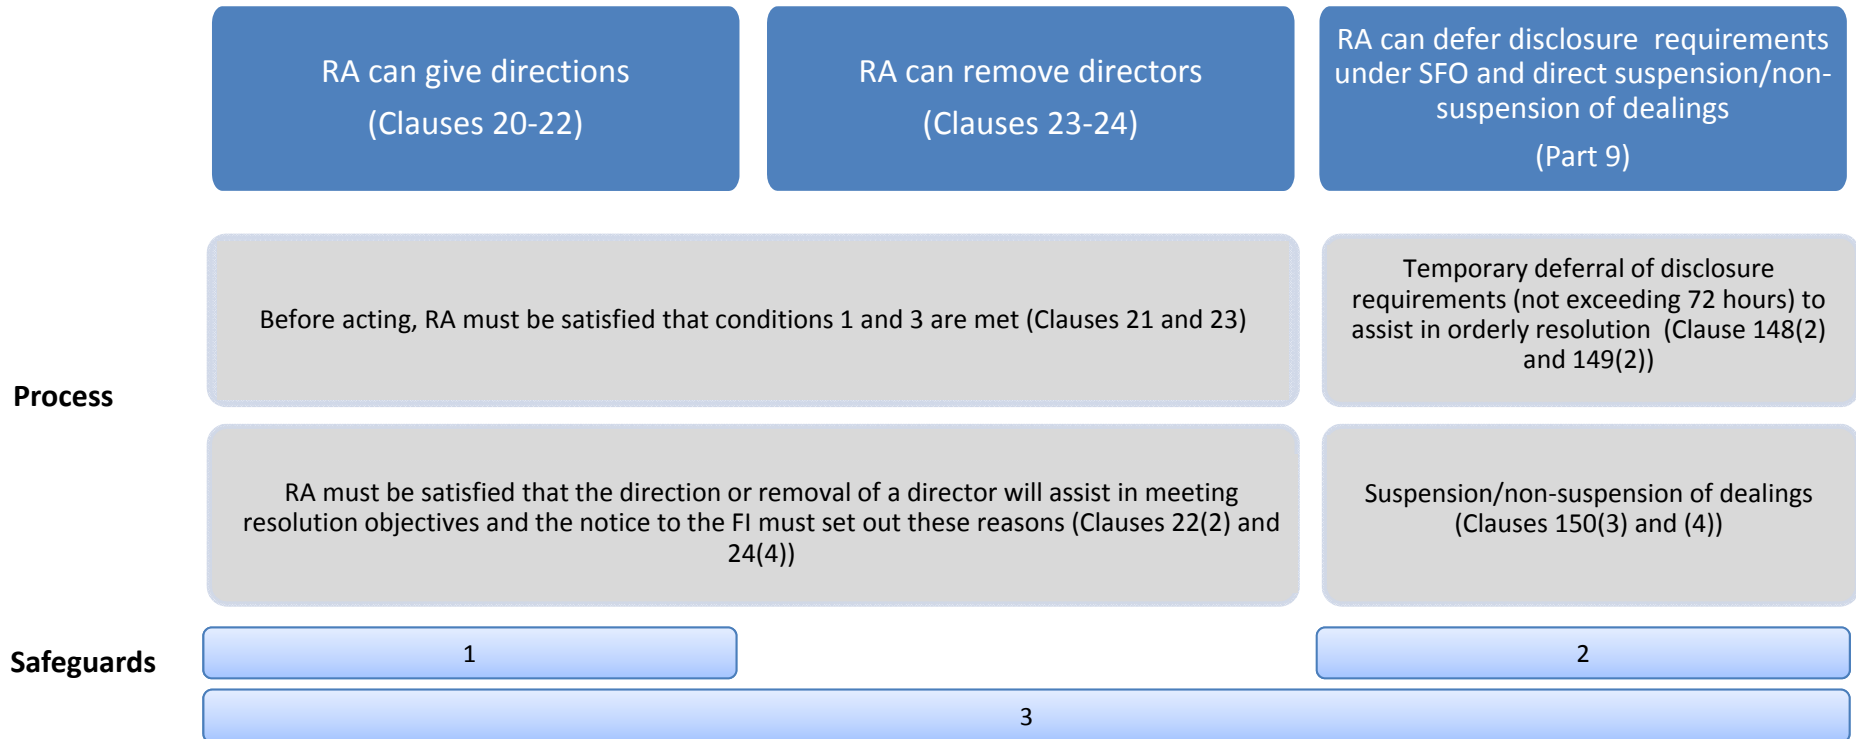 RA can give directions
(Clauses 20-22)
RA can remove directors
(Clauses 23-24)
RA can defer disclosure requirements
under SFO and direct suspension/non-
suspension of dealings
(Part 9)
Process
Before acting, RA must be satisfied that conditions 1 and 3 are met (Clauses 21 and 23)
Temporary deferral of disclosure
requirements (not exceeding 72 hours) to
assist in orderly resolution (Clause 148(2)
and 149(2))
RA must be satisfied that the direction or removal of a director will assist in meeting
resolution objectives and the notice to the FI must set out these reasons (Clauses 22(2) and
24(4))
Suspension/non-suspension of dealings
(Clauses 150(3) and (4))
Safeguards
1
2
3